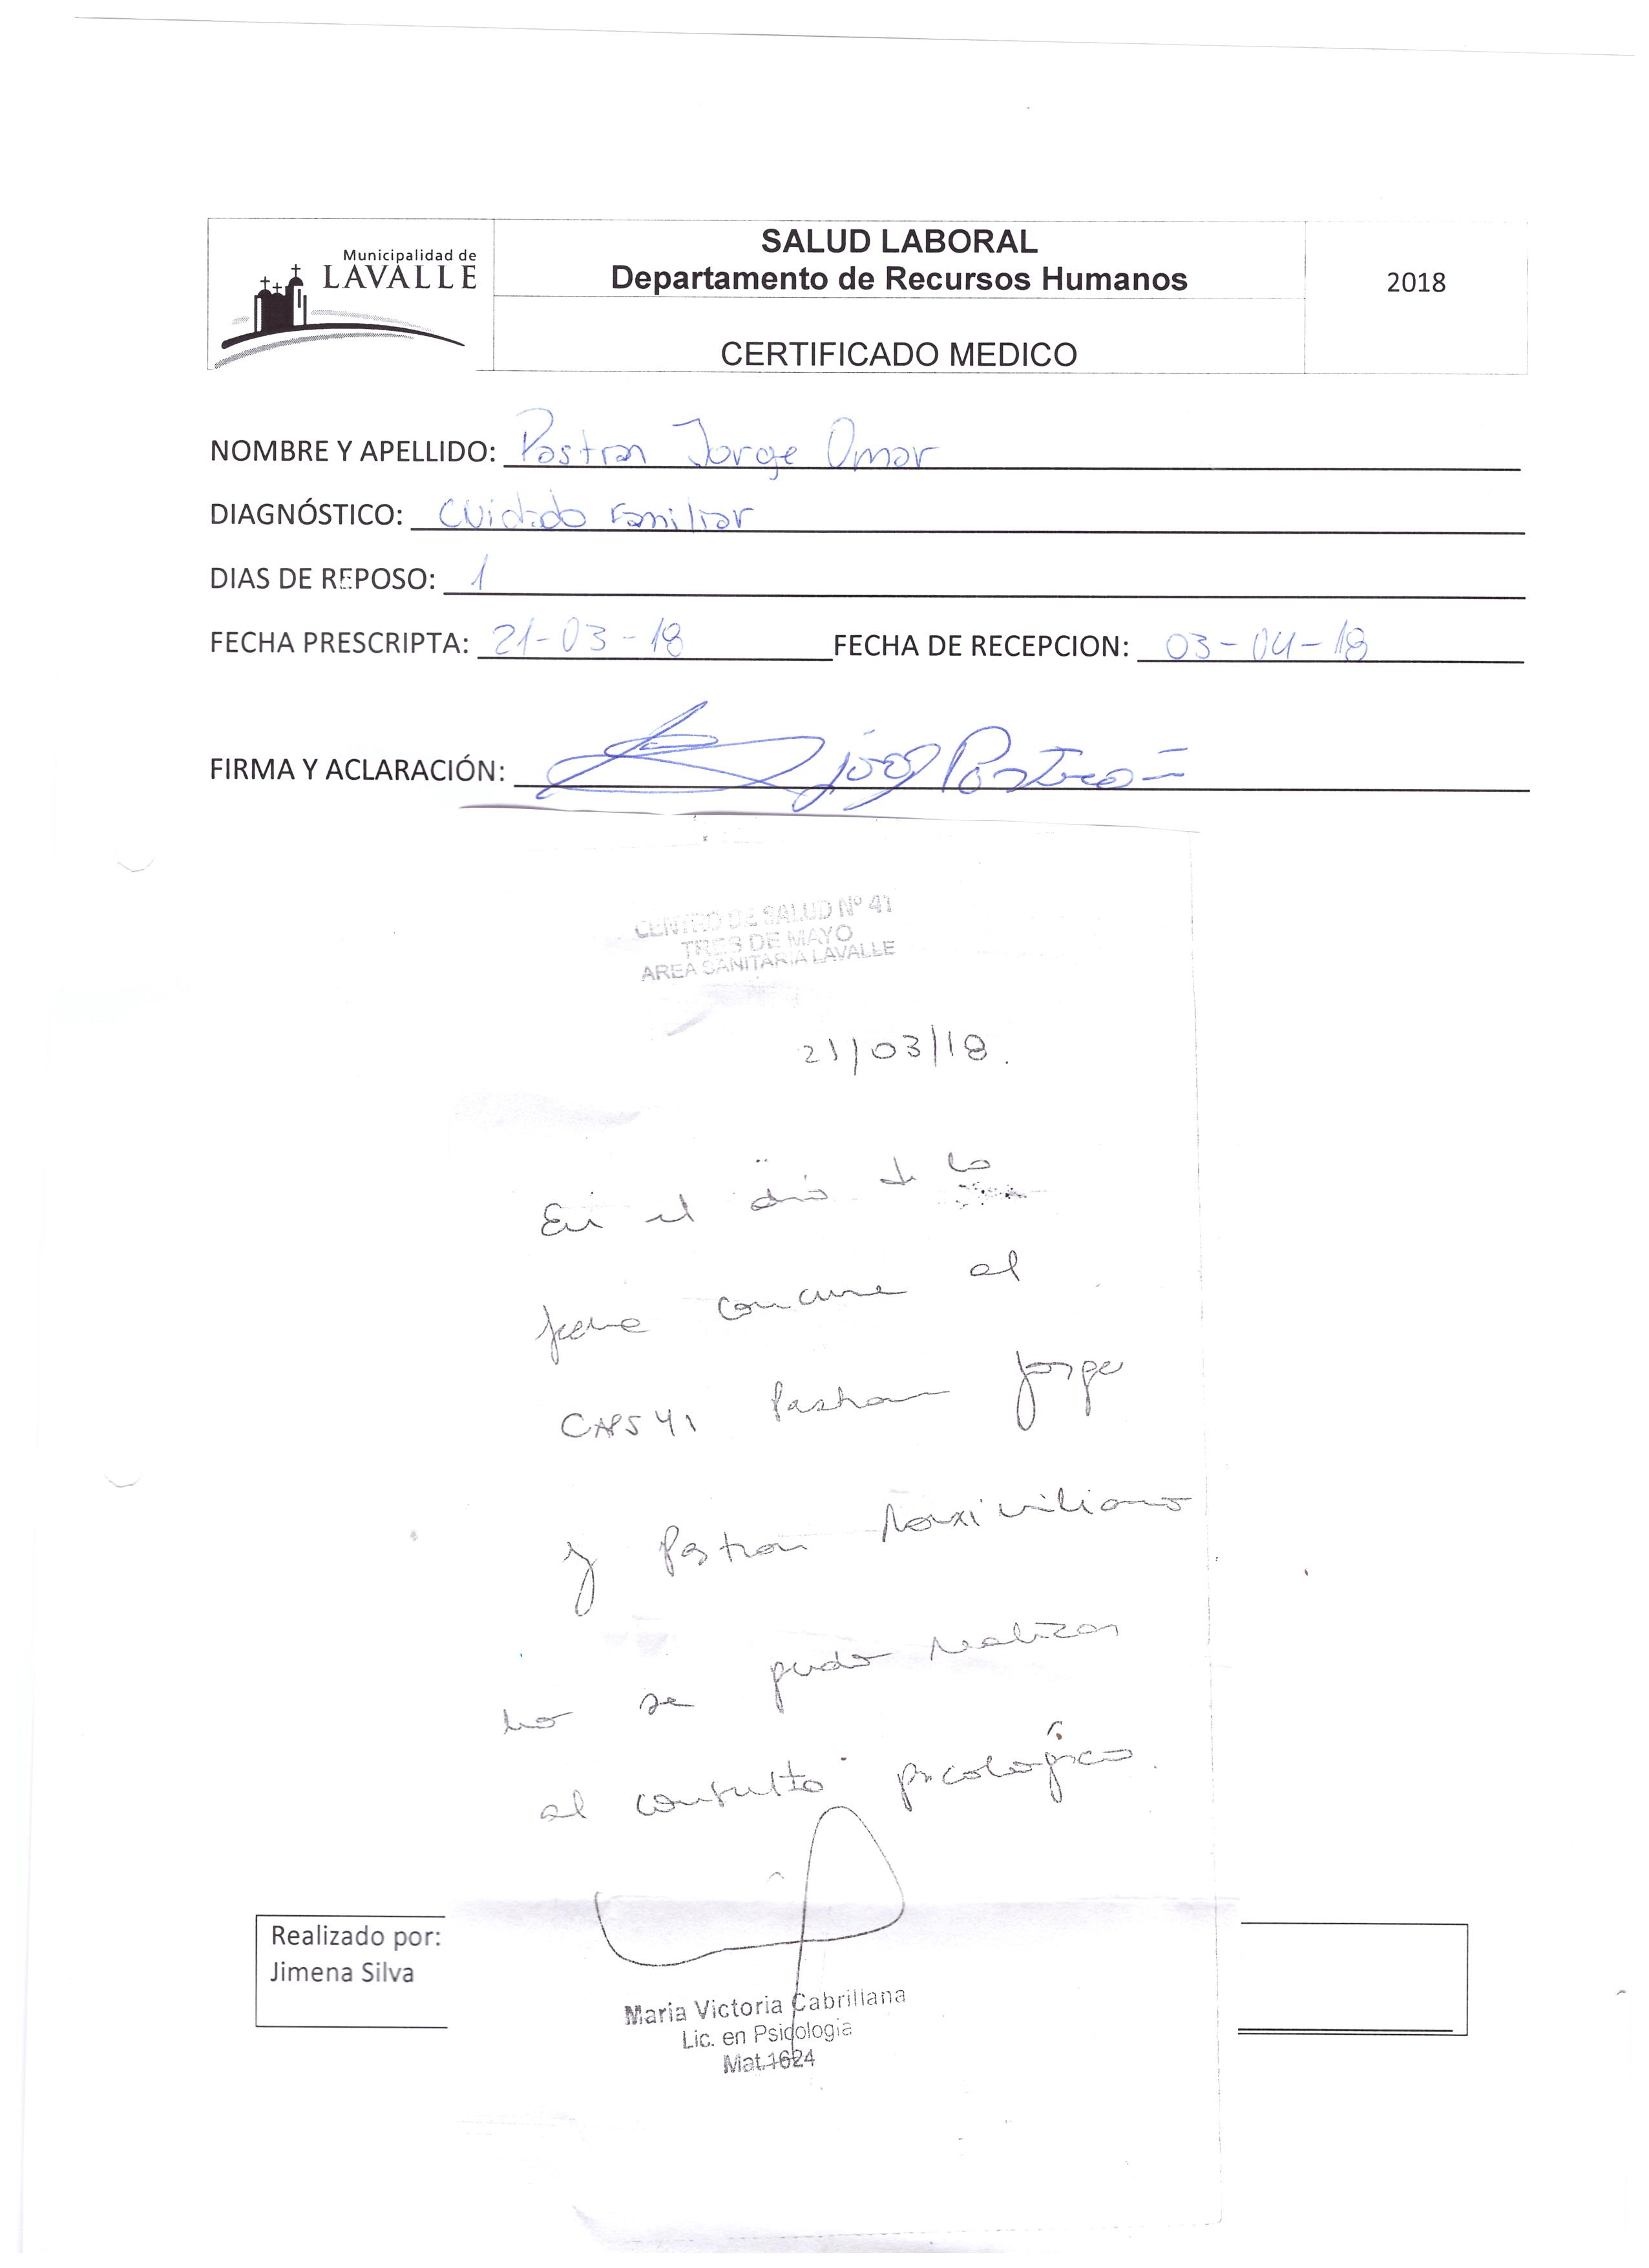 Municipalidad de
LAVALLE
SALUD LABORAL
Departamento de Recursos Humanos
CERTIFICADO MEDICO
2018
NOMBRE Y APELLIDO: Pastran Jorge Omar
DIAGNÓSTICO: Cuidado Familiar
DIAS DE REPOSO: 1
FECHA PRESCRIPTA: 21-03-18 FECHA DE RECEPCION: 03-04-18
FIRMA Y ACLARACIÓN: Pastran
CENTRO DE SALUD Nº 41
TRES DE MAYO
AREA SANITARIA LAVALLE
21/03/18.
En el día de la
fecha concurre al
CAPS 41 Pastran Jorge
y Pastran Maximiliano
no se pudo realizar
el consulto psicológico.
Realizado por:
Jimena Silva
Maria Victoria Cabrillana
Lic. en Psicologia
Mat.1624